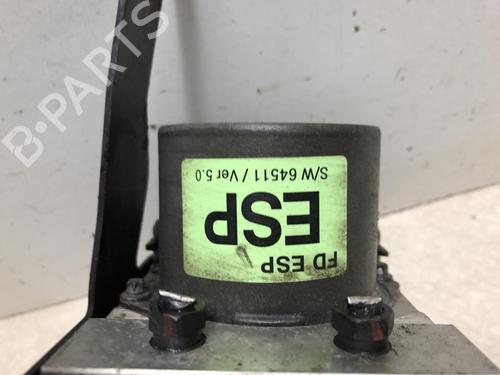 FD ESP
ESP
S/W 64511 / Ver 5.0
B-PARTS